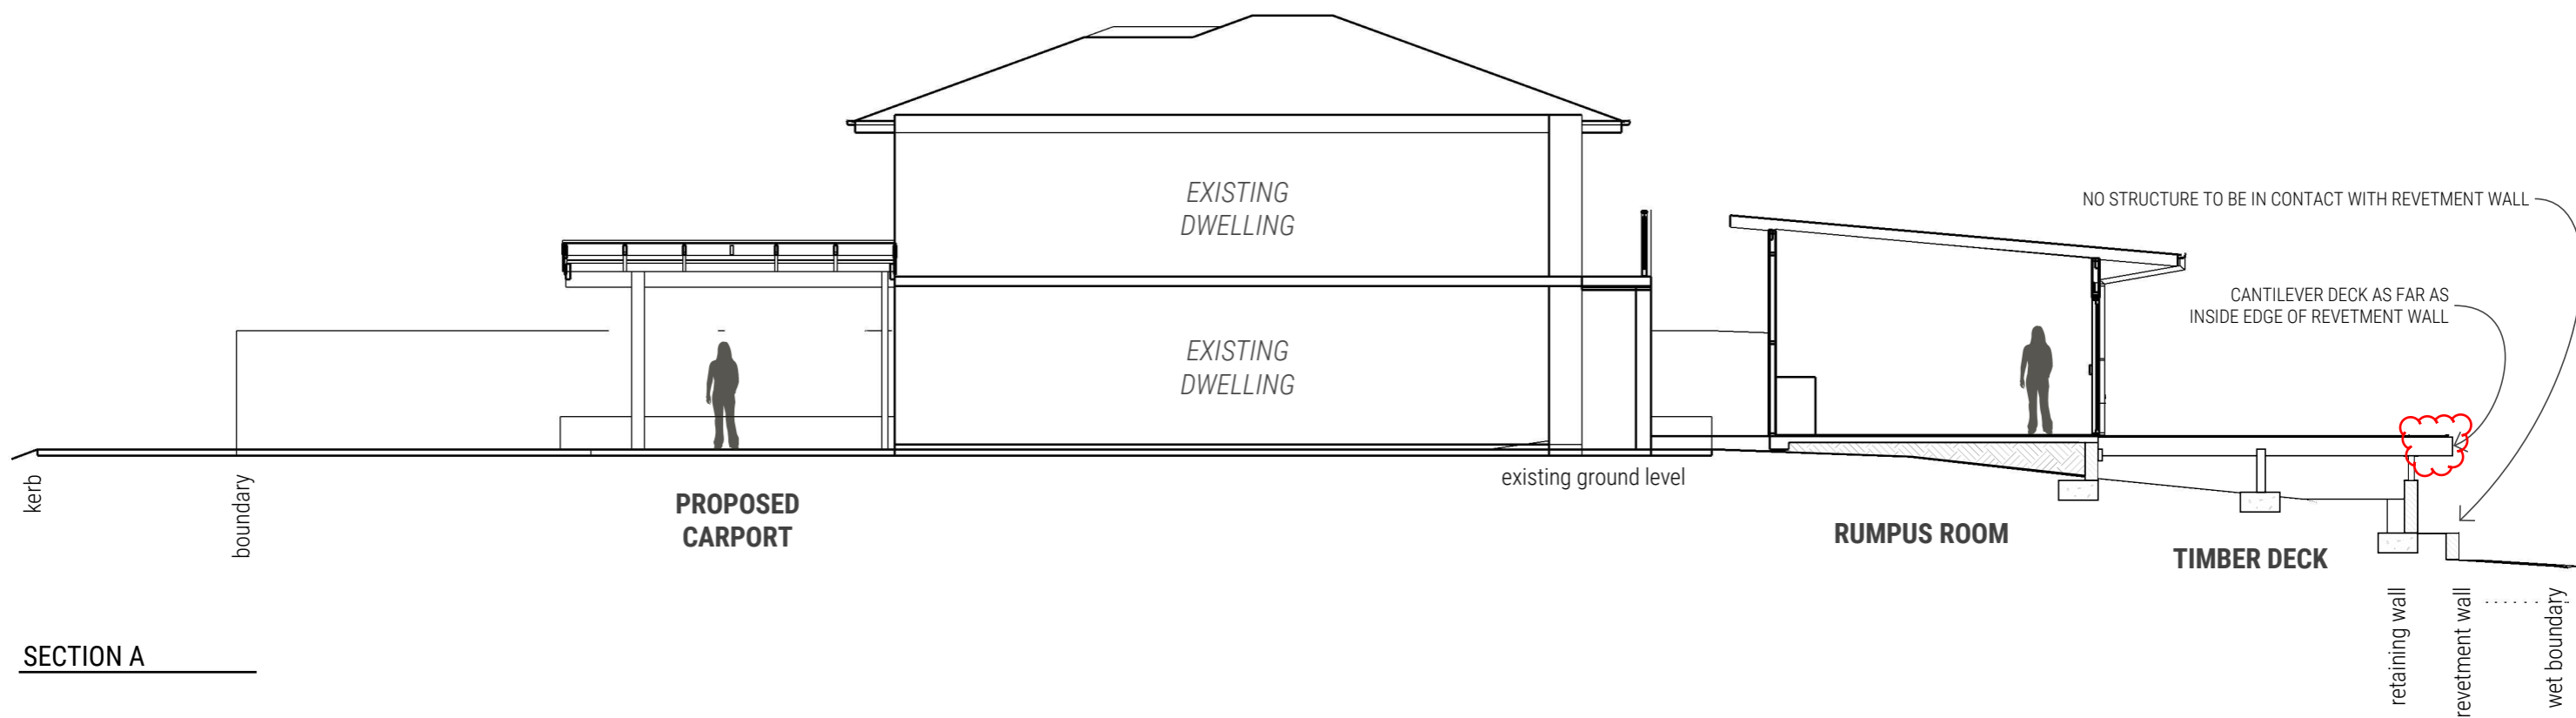 EXISTING
DWELLING
NO STRUCTURE TO BE IN CONTACT WITH REVETMENT WALL
CANTILEVER DECK AS FAR AS
INSIDE EDGE OF REVETMENT WALL
EXISTING
DWELLING
kerb
boundary
PROPOSED
CARPORT
existing ground level
RUMPUS ROOM
TIMBER DECK
retaining wall
revetment wall
wet boundary
SECTION A